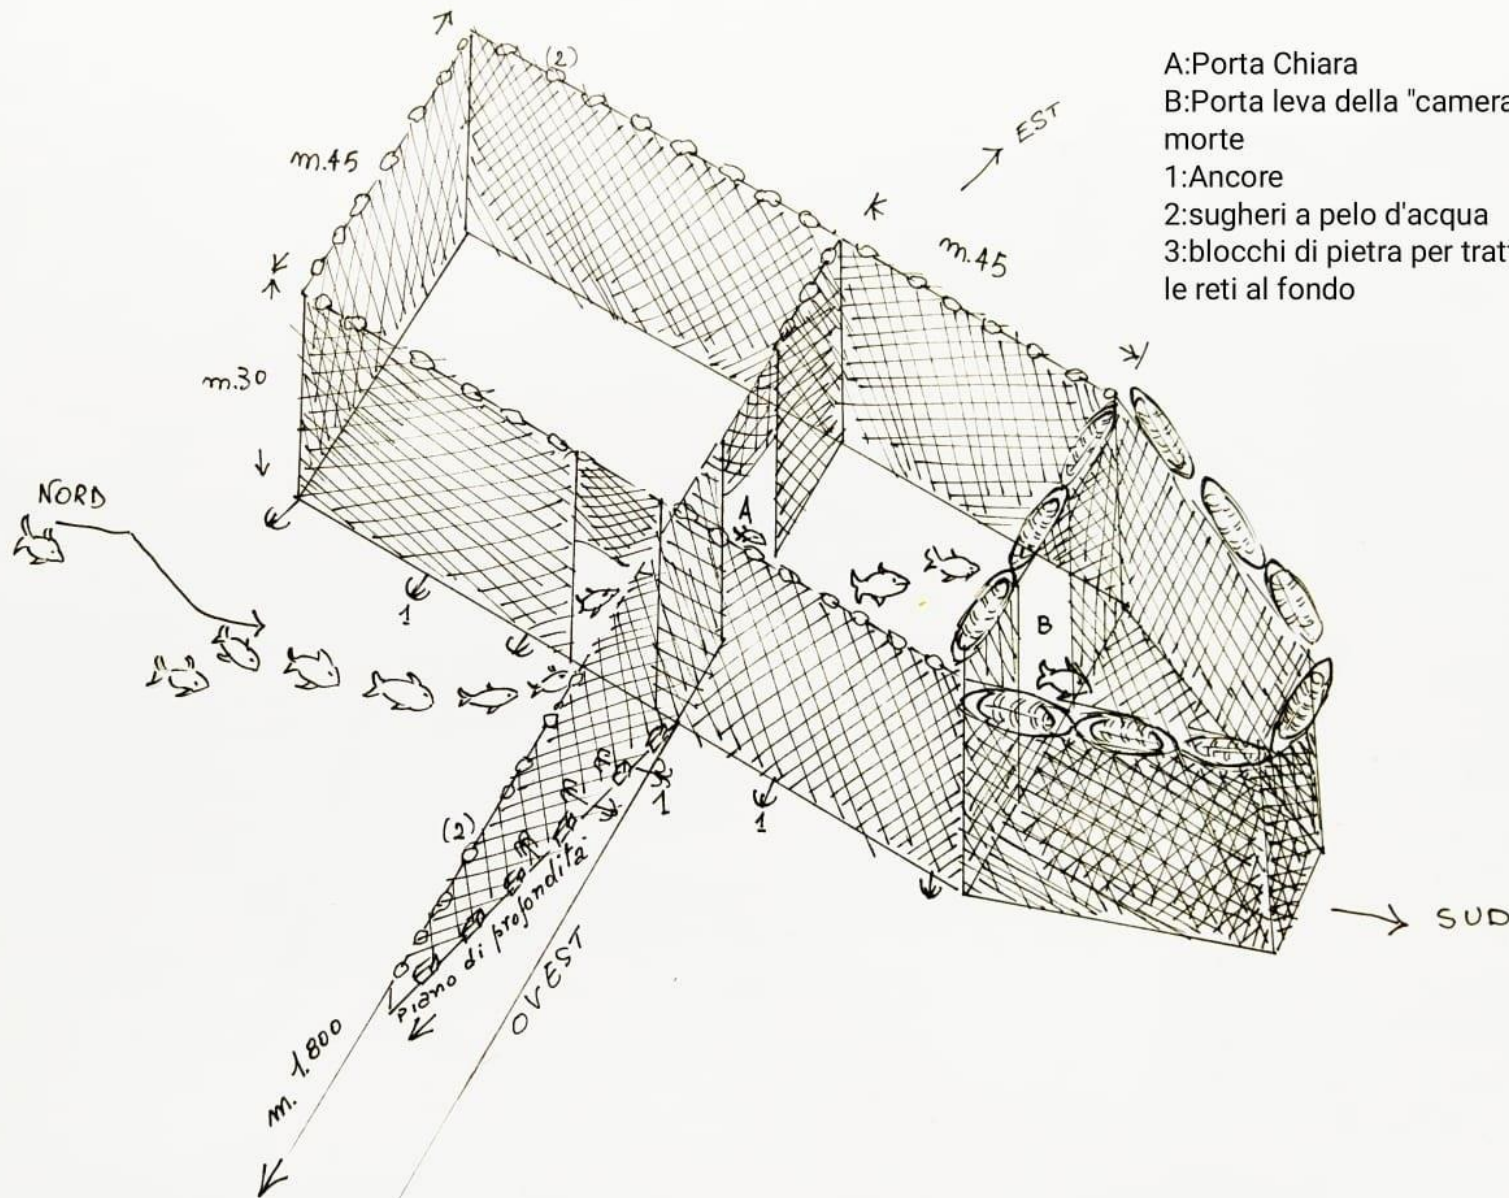 A:Porta Chiara
B:Porta leva della "camera
morte
1:Ancore
2:sugheri a pelo d'acqua
3:blocchi di pietra per trat
le reti al fondo
(2)
EST
m.45
K
m.45
m.30
NORD
A
B
1
1
1
(2)
piano di profondità
OVEST
SUD
m. 1.800